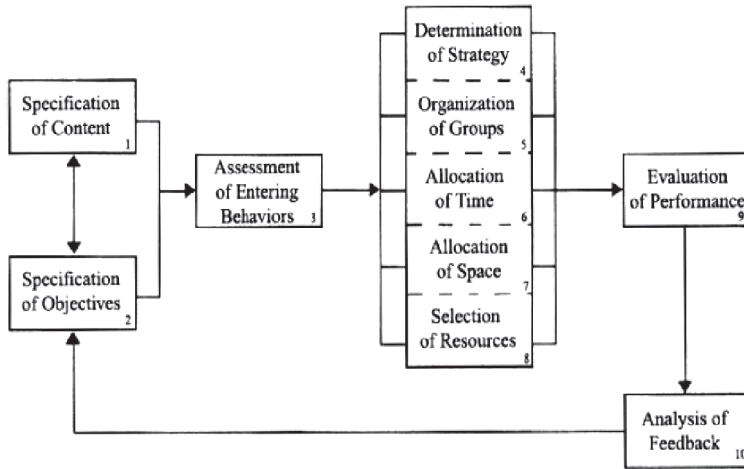 Specification
of Content
1
Specification
of Objectives
2
Assessment
of Entering
Behaviors
3
Determination
of Strategy
4
Organization
of Groups
5
Allocation
of Time
6
Allocation
of Space
7
Selection
of Resources
8
Evaluation
of Performance
9
Analysis of
Feedback
10